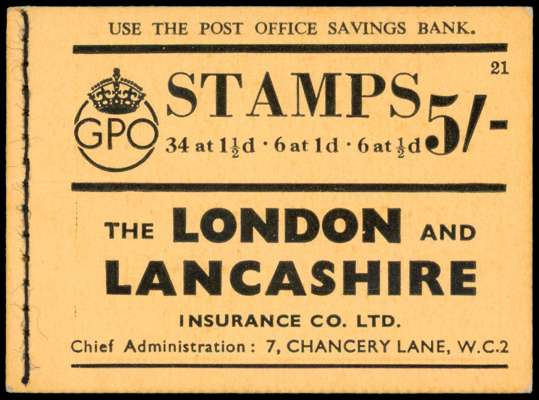 USE THE POST OFFICE SAVINGS BANK.
21
GPO
STAMPS 5/-
34 at 1½d · 6 at 1d · 6 at ½d
THE LONDON AND
LANCASHIRE
INSURANCE CO. LTD.
Chief Administration: 7, CHANCERY LANE, W.C.2